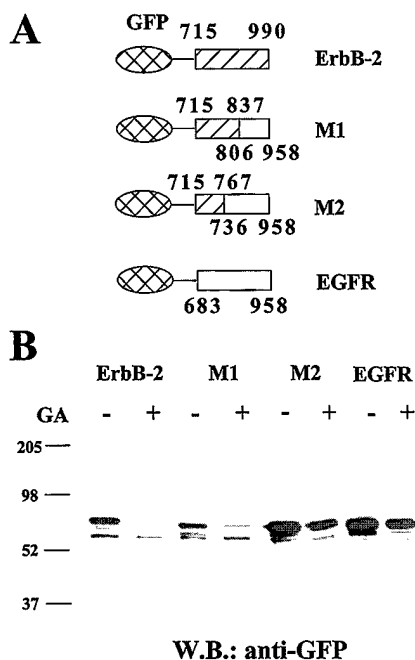 A
GFP
715 990
ErbB-2
715 837
M1
806 958
715 767
M2
736 958
EGFR
683 958
B
ErbB-2 M1 M2 EGFR
GA - + - + - + - +
205
98
52
37
W.B.: anti-GFP